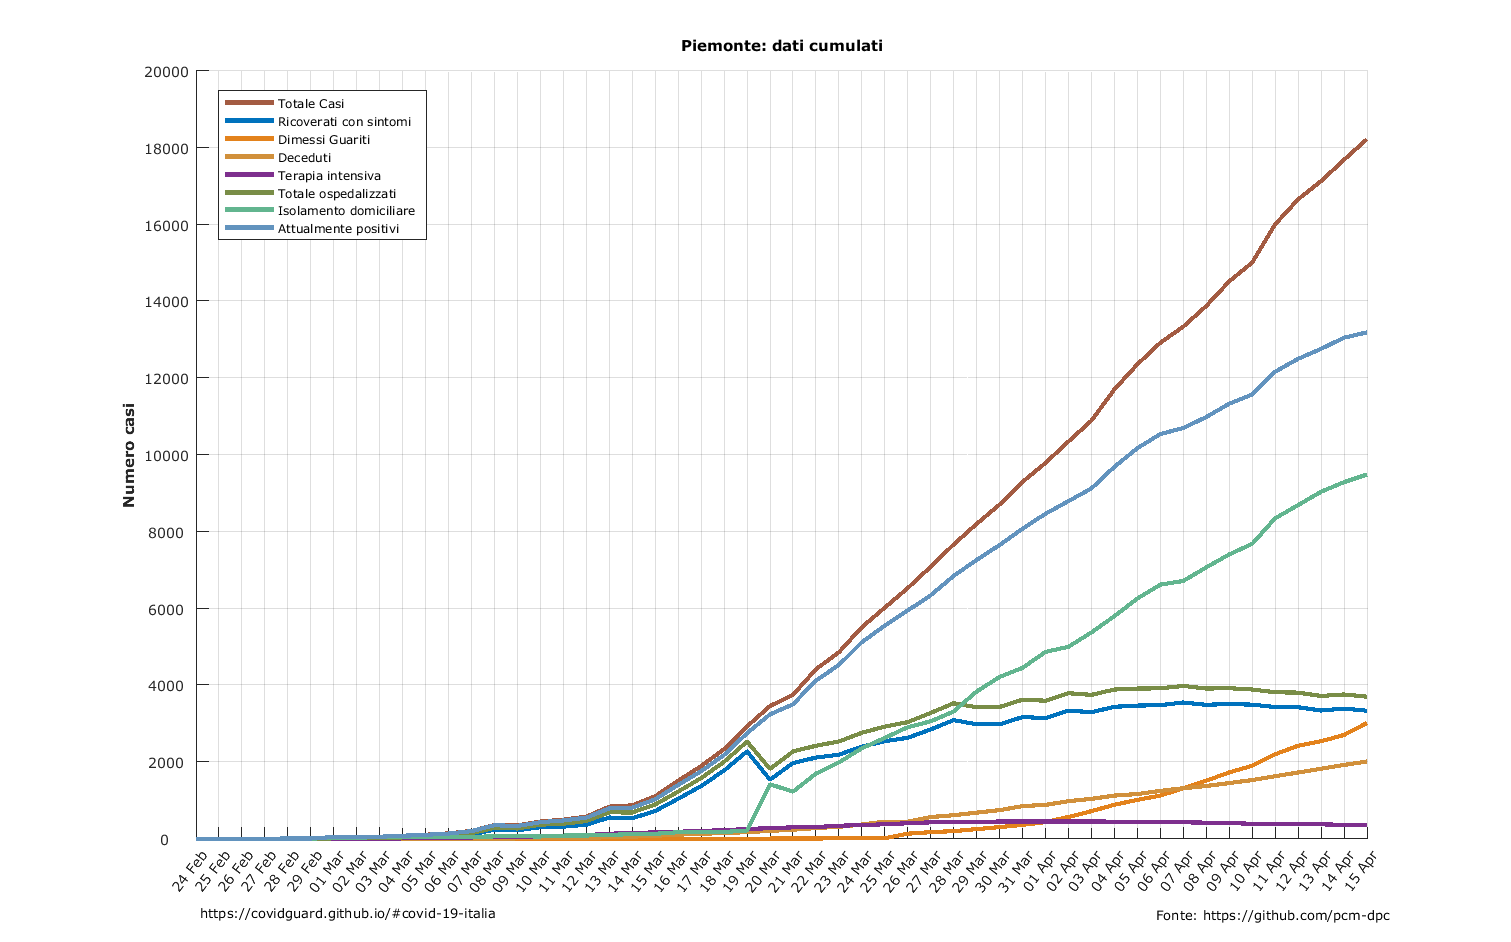 Piemonte: dati cumulati
20000
18000
16000
14000
12000
10000
8000
6000
4000
2000
0
Numero casi
Totale Casi
Ricoverati con sintomi
Dimessi Guariti
Deceduti
Terapia intensiva
Totale ospedalizzati
Isolamento domiciliare
Attualmente positivi
24 Feb
25 Feb
26 Feb
27 Feb
28 Feb
29 Feb
01 Mar
02 Mar
03 Mar
04 Mar
05 Mar
06 Mar
07 Mar
08 Mar
09 Mar
10 Mar
11 Mar
12 Mar
13 Mar
14 Mar
15 Mar
16 Mar
17 Mar
18 Mar
19 Mar
20 Mar
21 Mar
22 Mar
23 Mar
24 Mar
25 Mar
26 Mar
27 Mar
28 Mar
29 Mar
30 Mar
31 Mar
01 Apr
02 Apr
03 Apr
04 Apr
05 Apr
06 Apr
07 Apr
08 Apr
09 Apr
10 Apr
11 Apr
12 Apr
13 Apr
14 Apr
15 Apr
https://covidguard.github.io/#covid-19-italia
Fonte: https://github.com/pcm-dpc